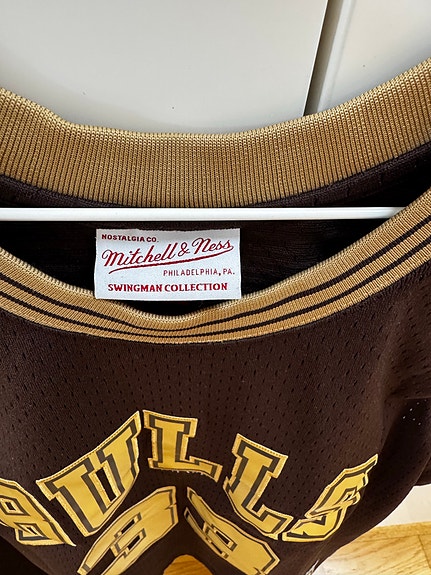 NOSTALGIA CO.
Mitchell & Ness
PHILADELPHIA, PA.
SWINGMAN COLLECTION
BULLS